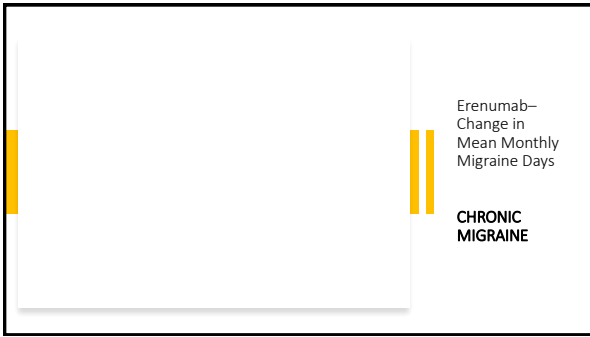 Erenumab–
Change in
Mean Monthly
Migraine Days
CHRONIC
MIGRAINE